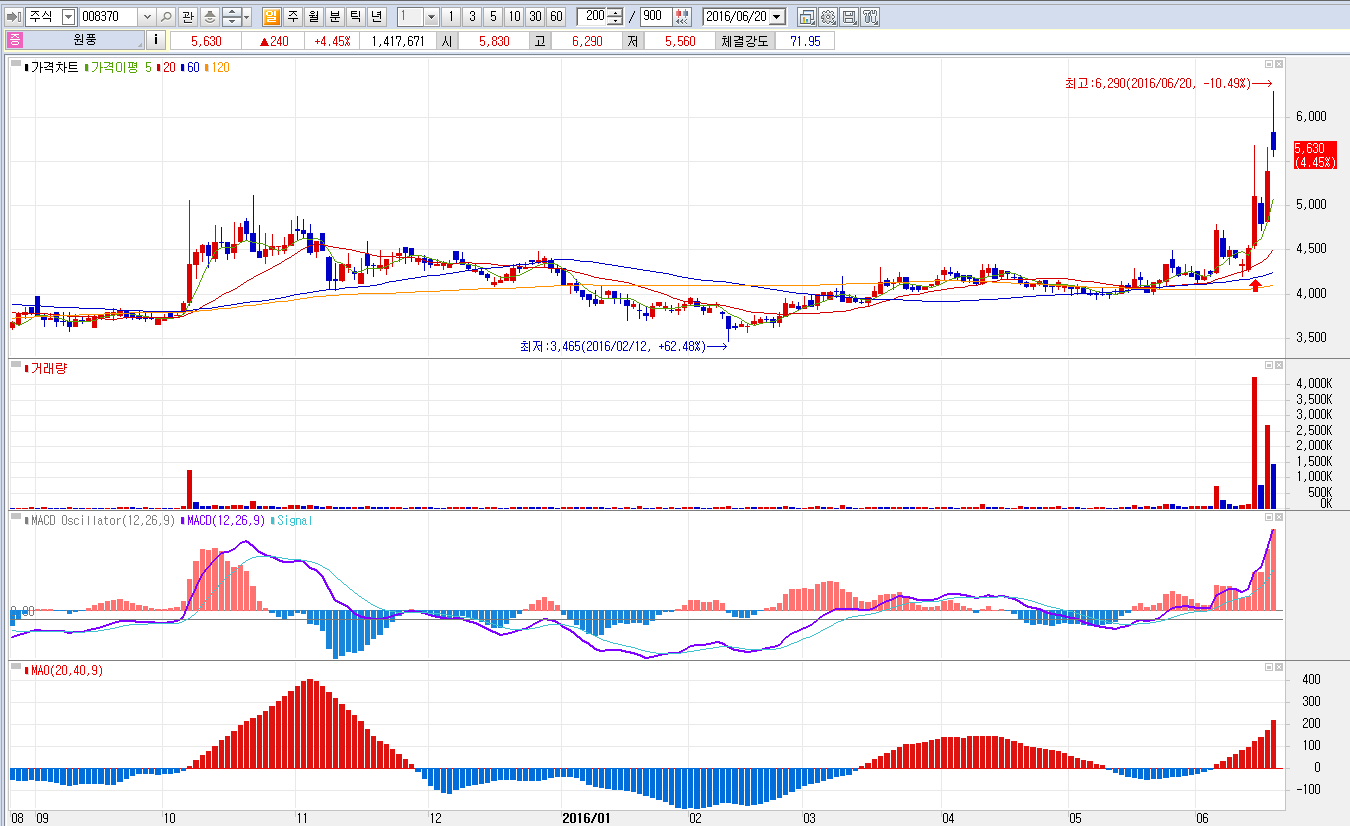 주식 008370 관 일 주 월 분 틱 년 1 1 3 5 10 30 60 200 / 900 2016/06/20
증 원풍 i 5,630 ▲240 +4.45% 1,417,671 시 5,830 고 6,290 저 5,560 체결강도 71.95
가격차트 가격이평 5 20 60 120
최고:6,290(2016/06/20, -10.49%)
6,000
5,630
(4.45%)
5,000
4,500
4,000
3,500
최저:3,465(2016/02/12, +62.48%)
거래량
4,000K
3,500K
3,000K
2,500K
2,000K
1,500K
1,000K
500K
0K
MACD Oscillator(12,26,9) MACD(12,26,9) Signal
0.00
MAO(20,40,9)
400
300
200
100
0
-100
08 09 10 11 12 2016/01 02 03 04 05 06